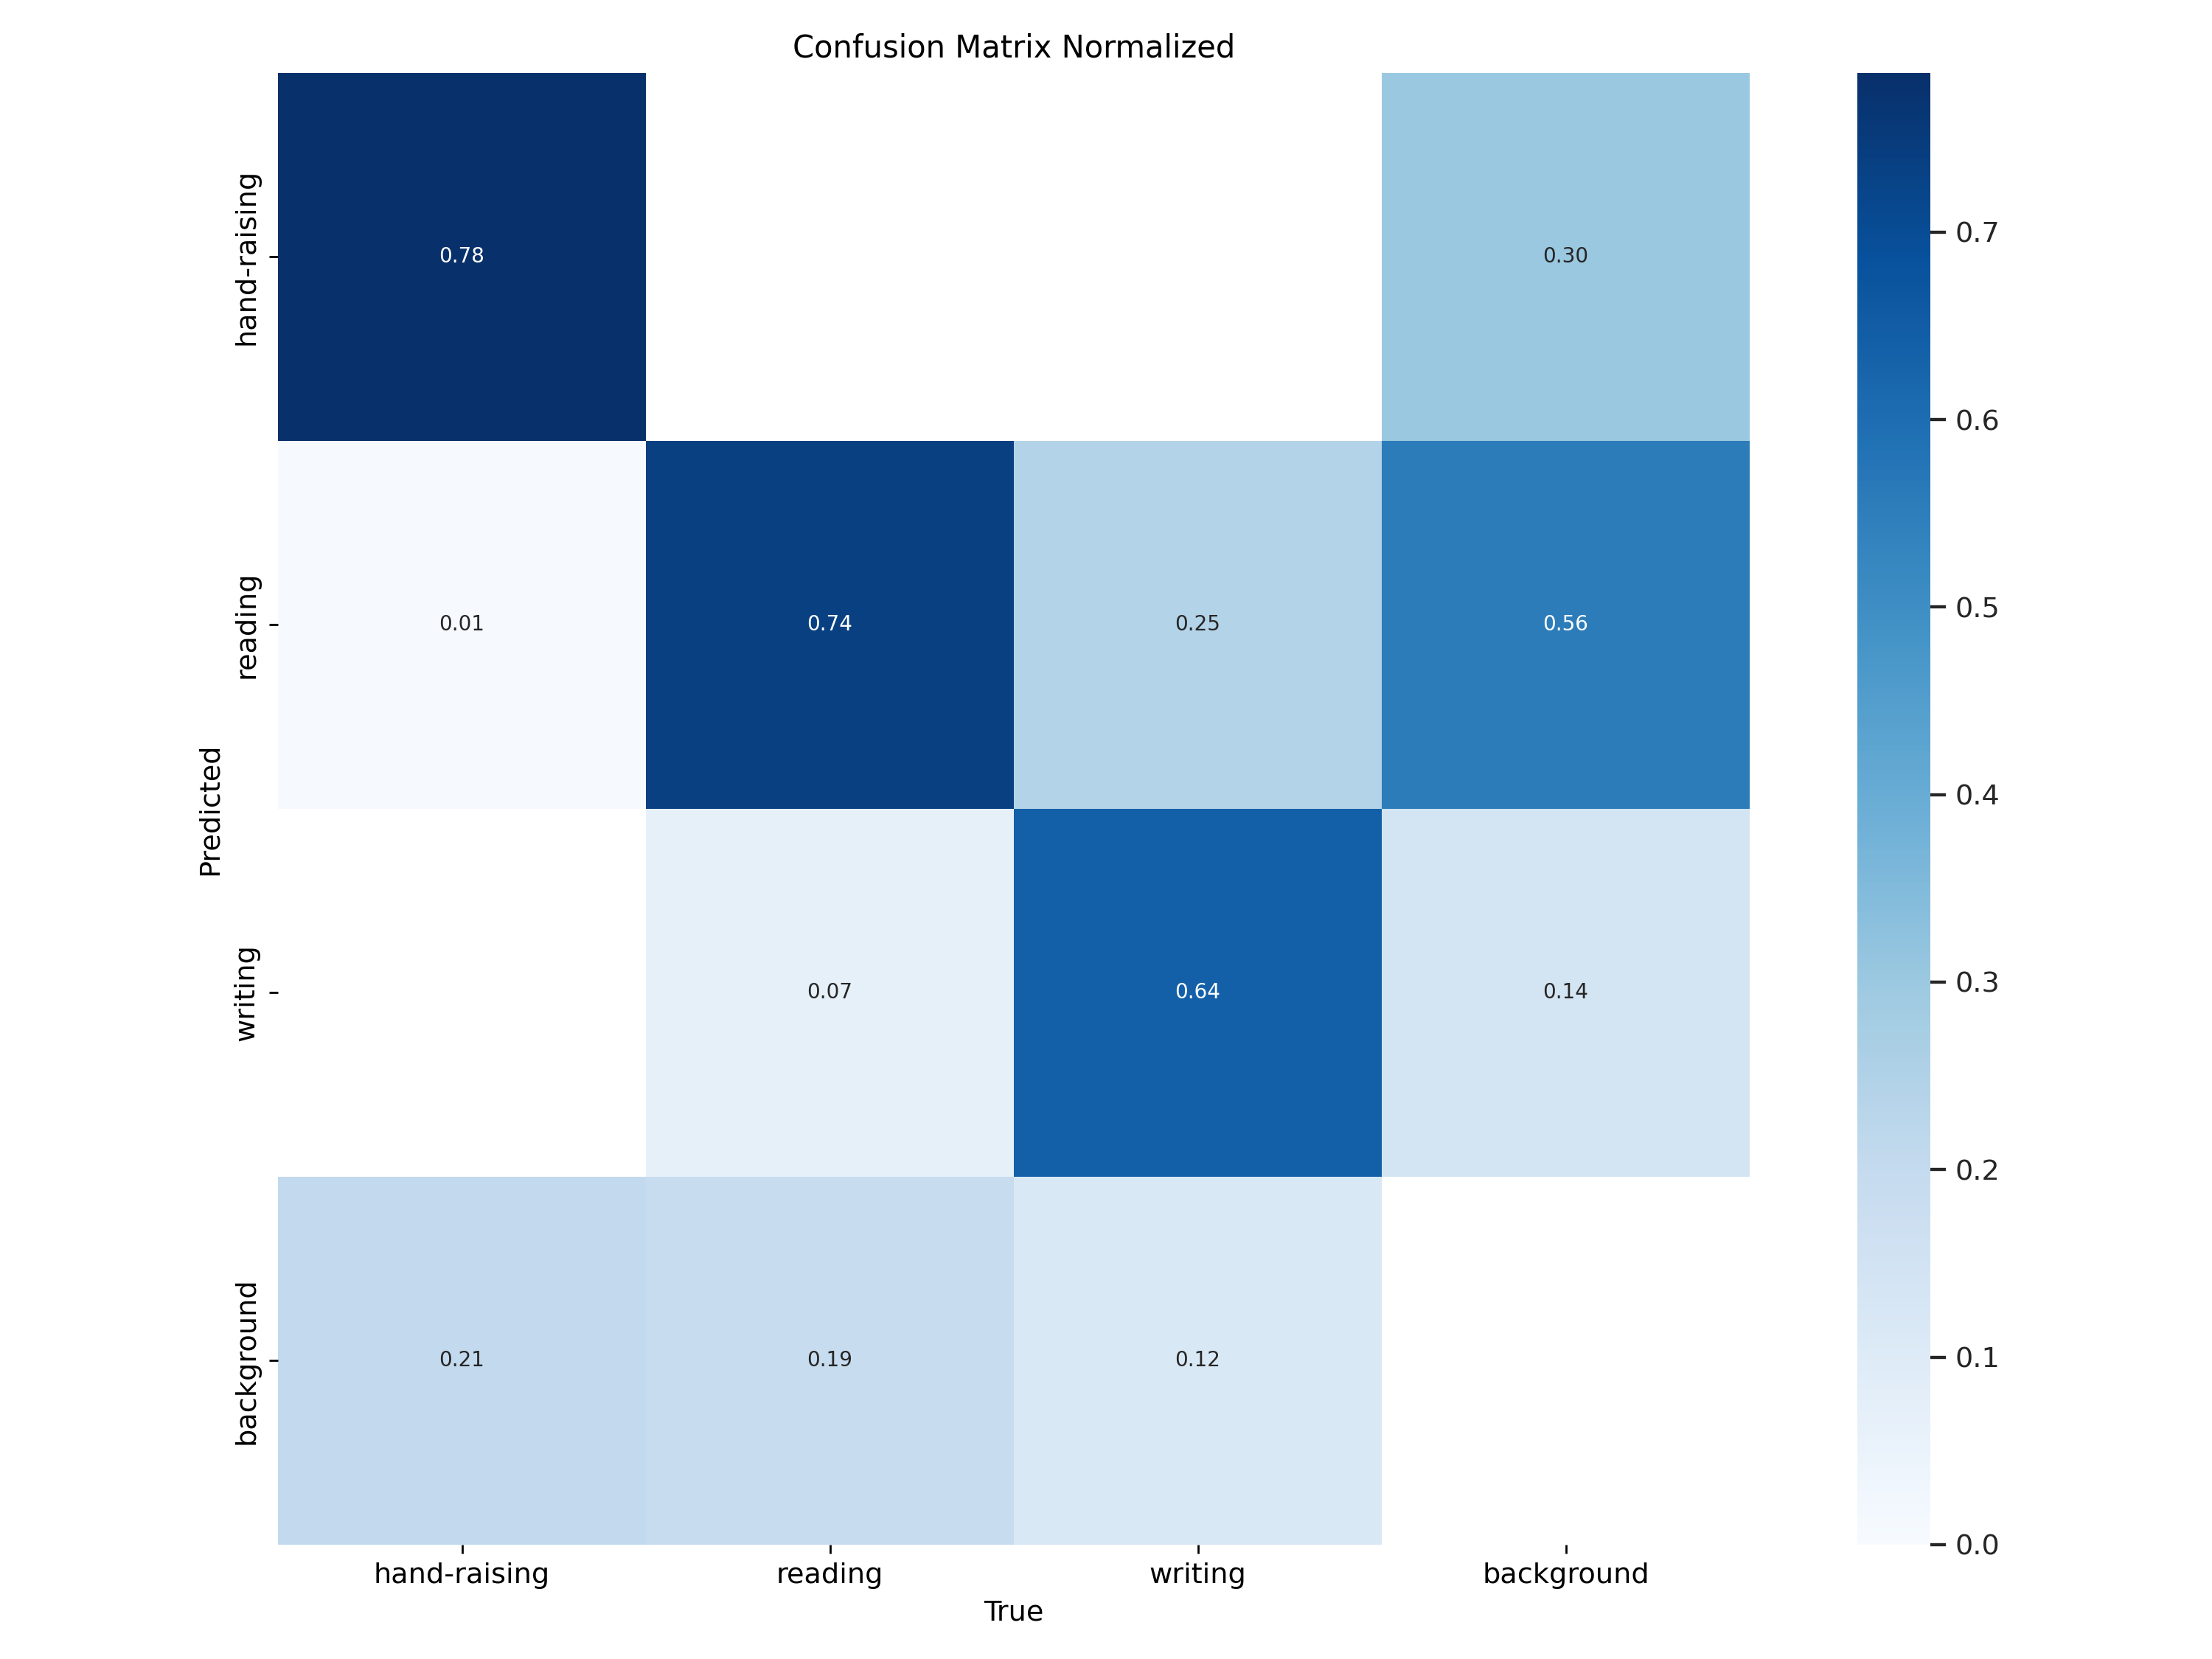 Confusion Matrix Normalized
hand-raising
0.78
0.30
reading
0.01
0.74
0.25
0.56
writing
0.07
0.64
0.14
background
0.21
0.19
0.12
Predicted
hand-raising
reading
writing
background
True
0.7
0.6
0.5
0.4
0.3
0.2
0.1
0.0